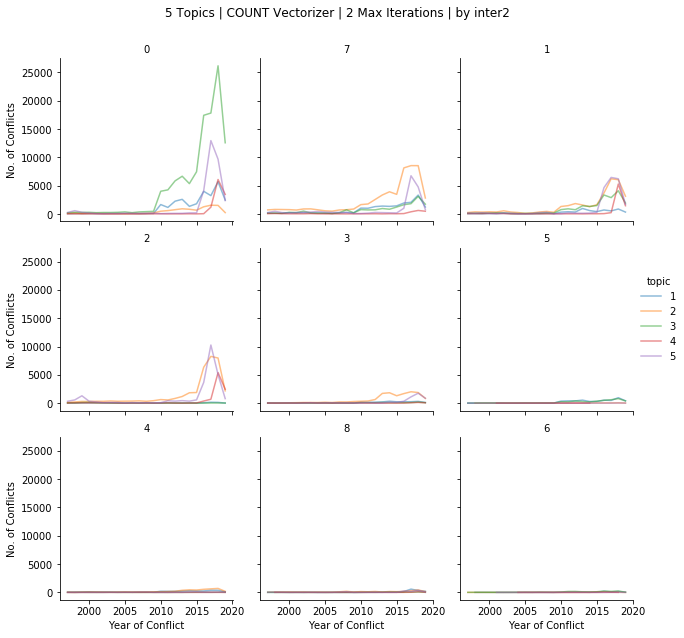 5 Topics | COUNT Vectorizer | 2 Max Iterations | by inter2
0 7 1
25000
20000
15000
10000
5000
0
No. of Conflicts
2 3 5
25000
20000
15000
10000
5000
0
No. of Conflicts
topic
1
2
3
4
5
4 8 6
25000
20000
15000
10000
5000
0
No. of Conflicts
2000 2005 2010 2015 2020 2000 2005 2010 2015 2020 2000 2005 2010 2015 2020
Year of Conflict Year of Conflict Year of Conflict